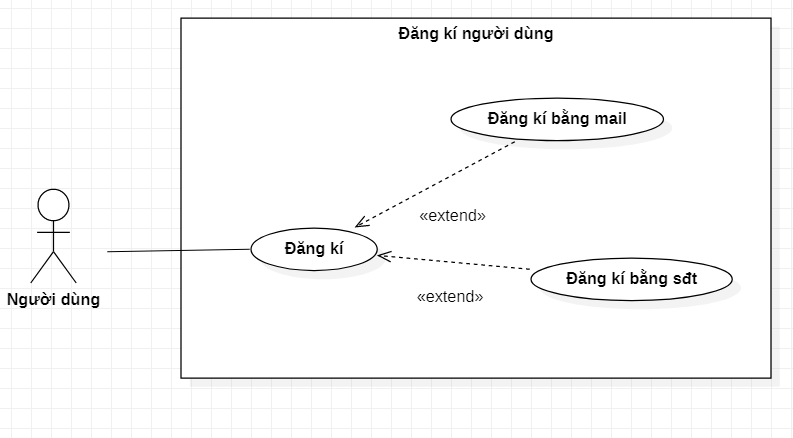 Đăng kí người dùng
Đăng kí bằng mail
«extend»
Đăng kí
Đăng kí bằng sđt
«extend»
Người dùng